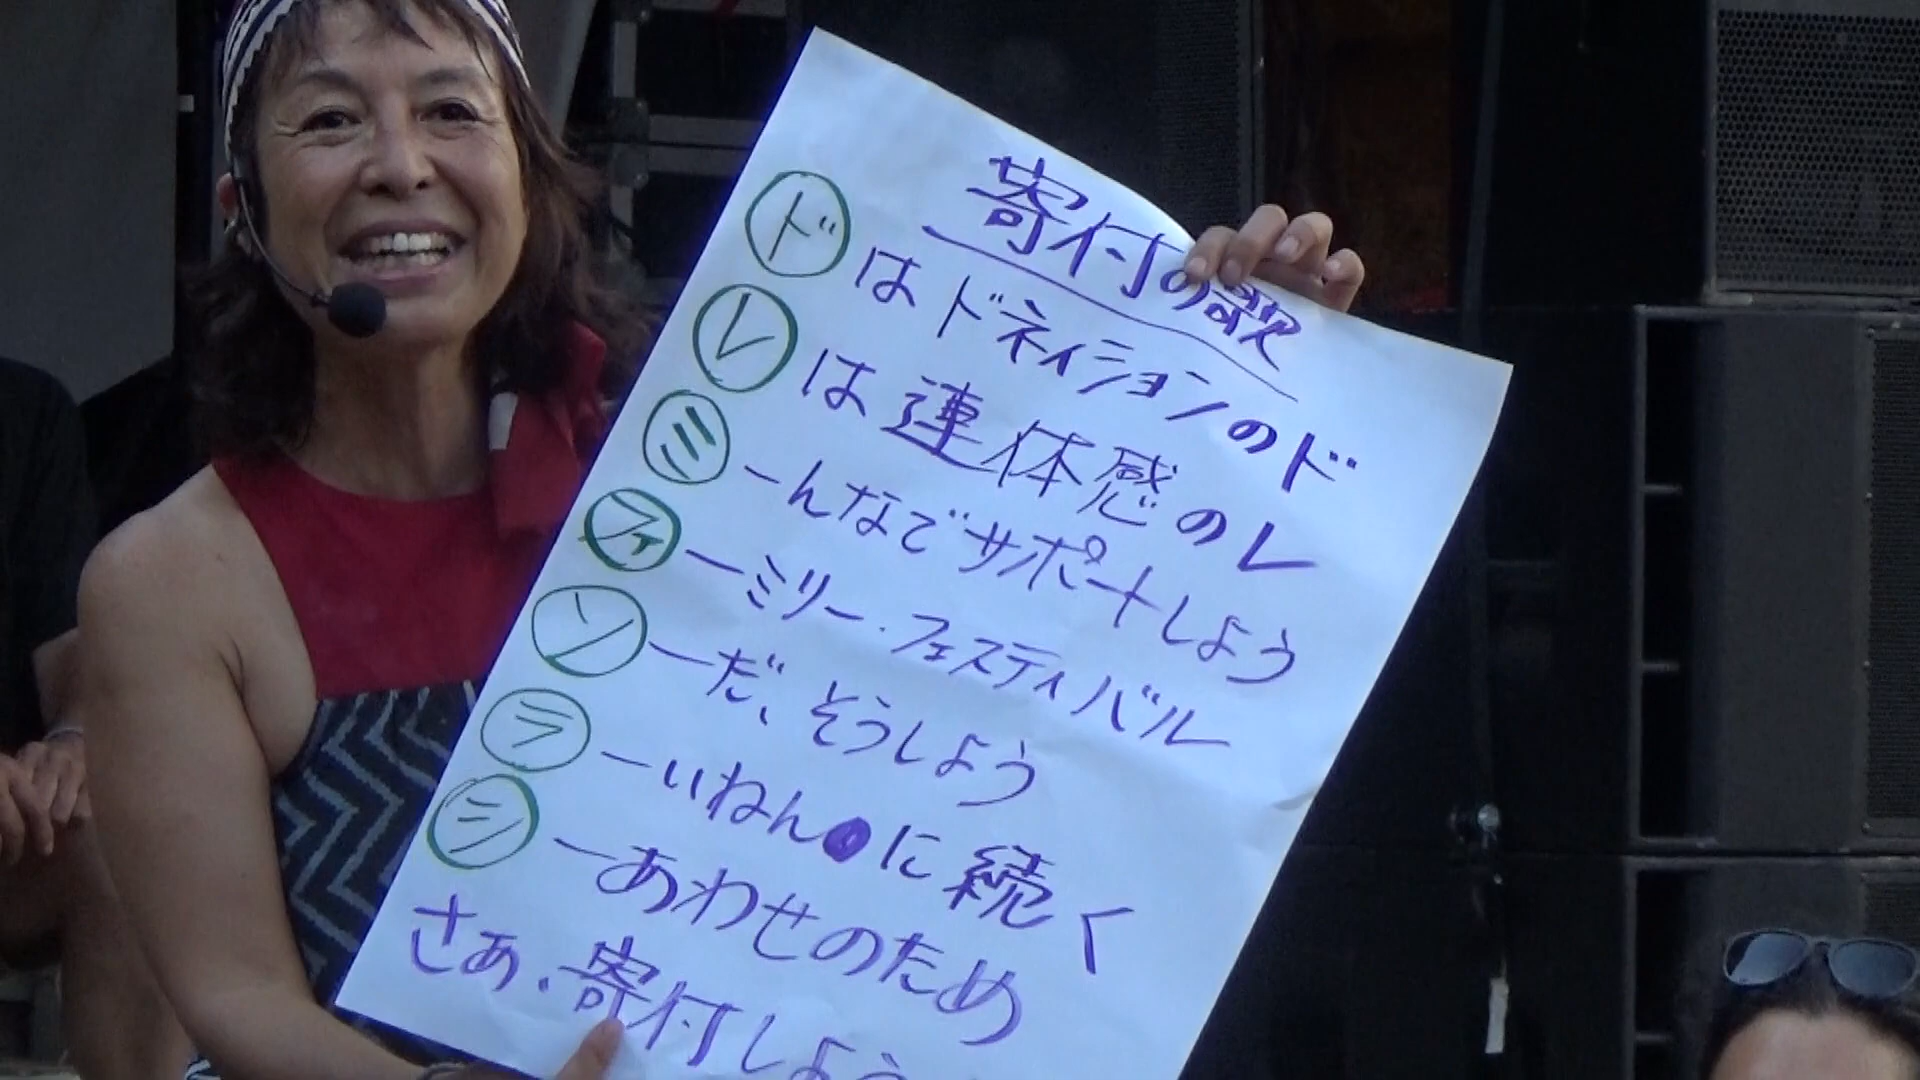 寄付の歌
ドはドネイションのド
レは連体感のレ
ミーんなでサポートしよう
ファーミリー・フェスティバル
ソーだ、そうしよう
ラーいねんに続く
シーあわせのため
さあ、寄付しよう